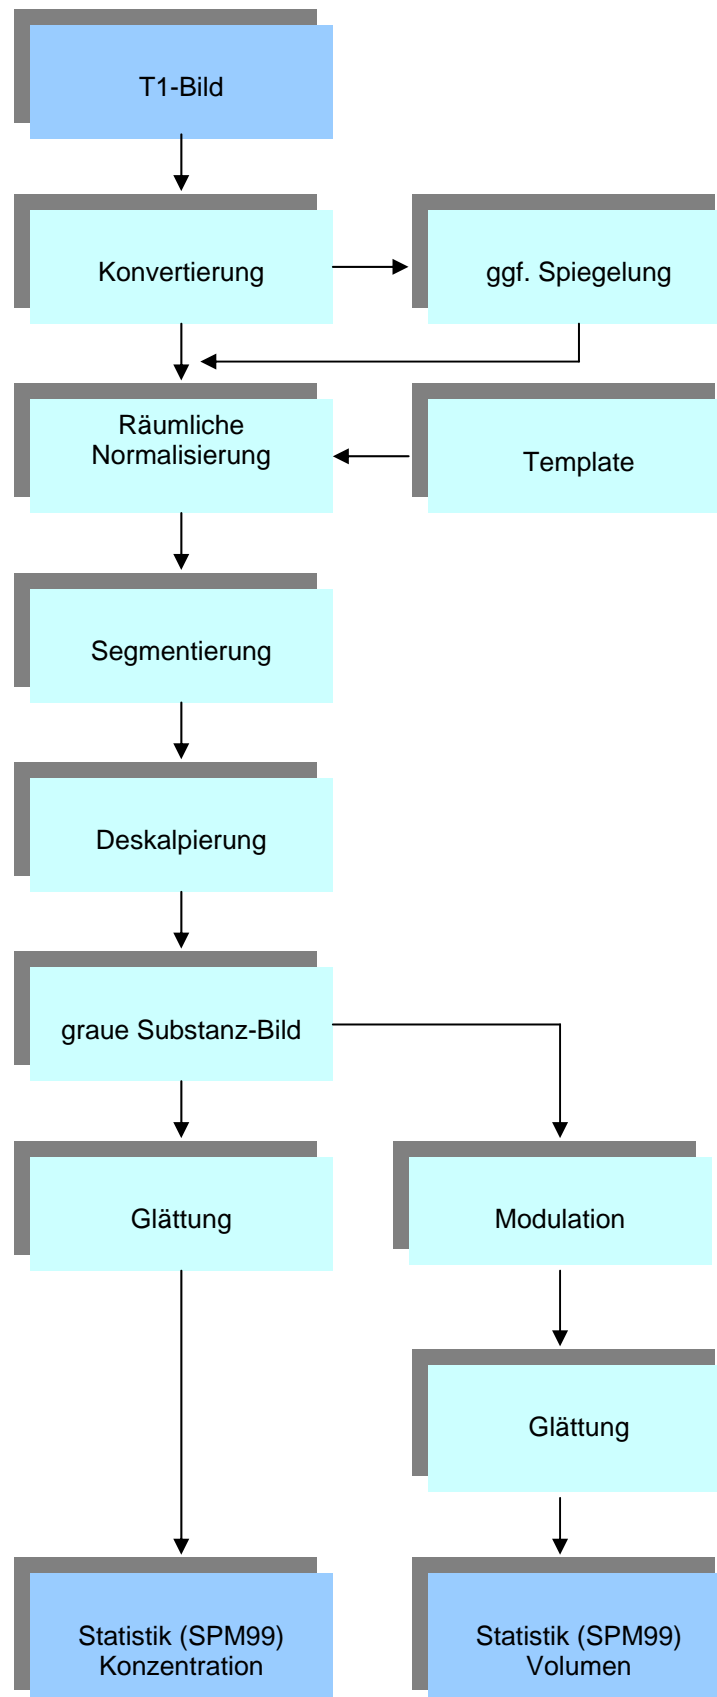 T1-Bild
Konvertierung
ggf. Spiegelung
Räumliche
Normalisierung
Template
Segmentierung
Deskalpierung
graue Substanz-Bild
Glättung
Modulation
Glättung
Statistik (SPM99)
Konzentration
Statistik (SPM99)
Volumen